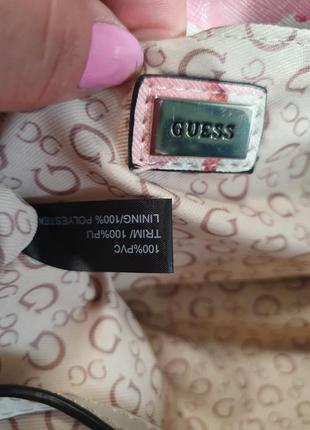 GUESS
100%PVC
TRIM/ 100%PU
LINING/100% POLYESTER